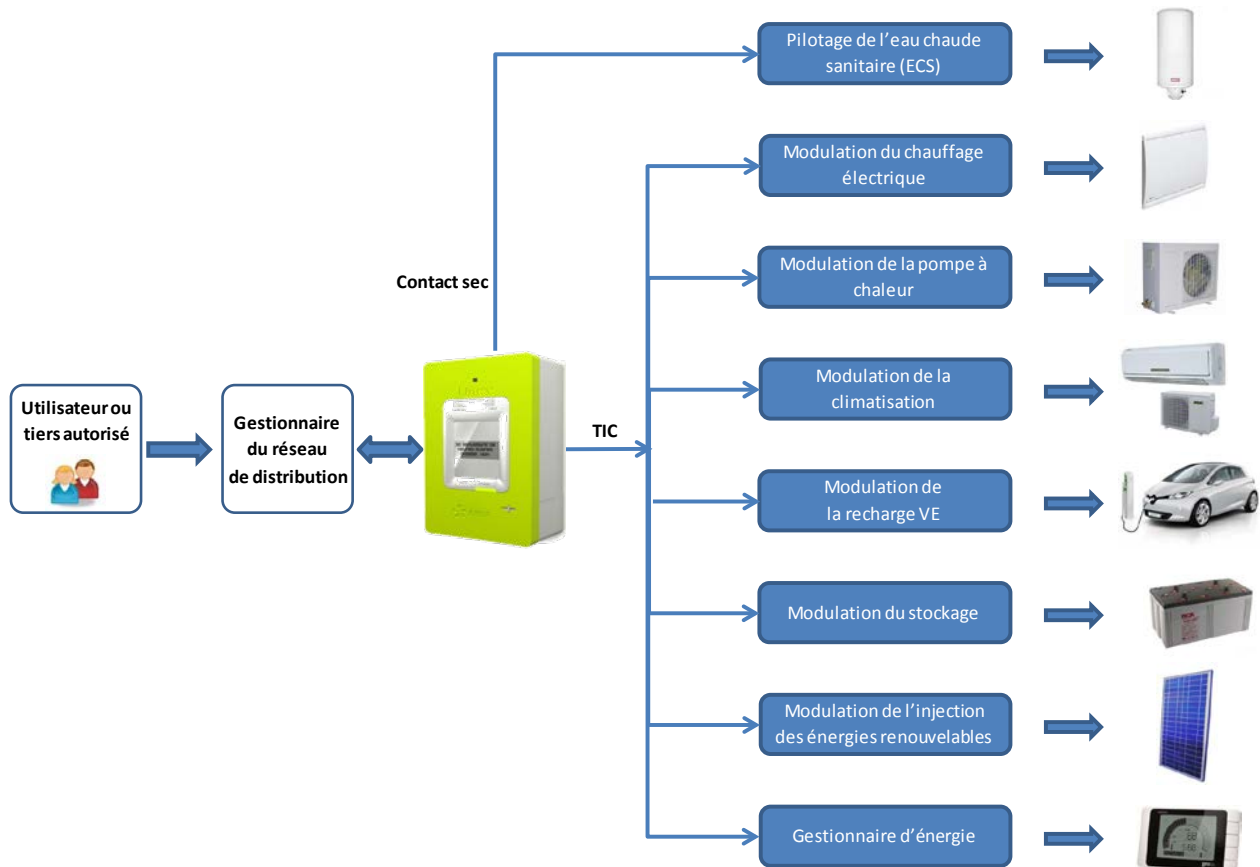 Pilotage de l'eau chaude
sanitaire (ECS)
Modulation du chauffage
électrique
Modulation de la pompe à
chaleur
Contact sec
Utilisateur ou
tiers autorisé
Gestionnaire
du réseau
de distribution
TIC
Modulation de la
climatisation
Modulation de
la recharge VE
Modulation du stockage
Modulation de l'injection
des énergies renouvelables
Gestionnaire d'énergie